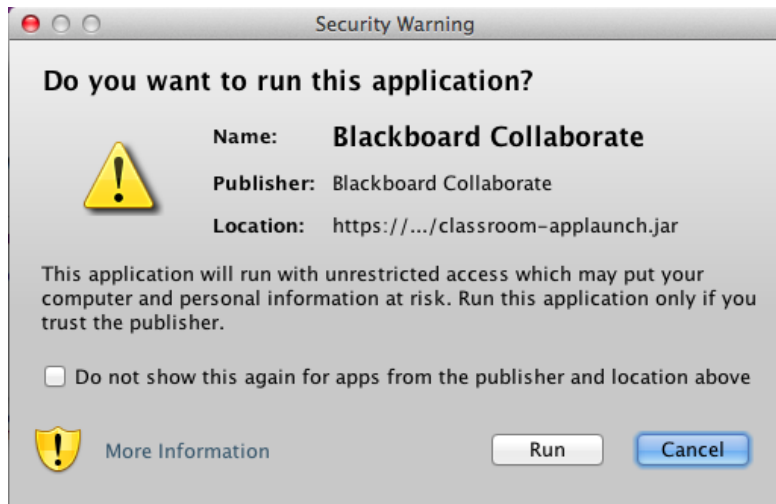 Security Warning
Do you want to run this application?
Name: Blackboard Collaborate
Publisher: Blackboard Collaborate
Location: https://.../classroom-applaunch.jar
This application will run with unrestricted access which may put your
computer and personal information at risk. Run this application only if you
trust the publisher.
Do not show this again for apps from the publisher and location above
More Information Run Cancel